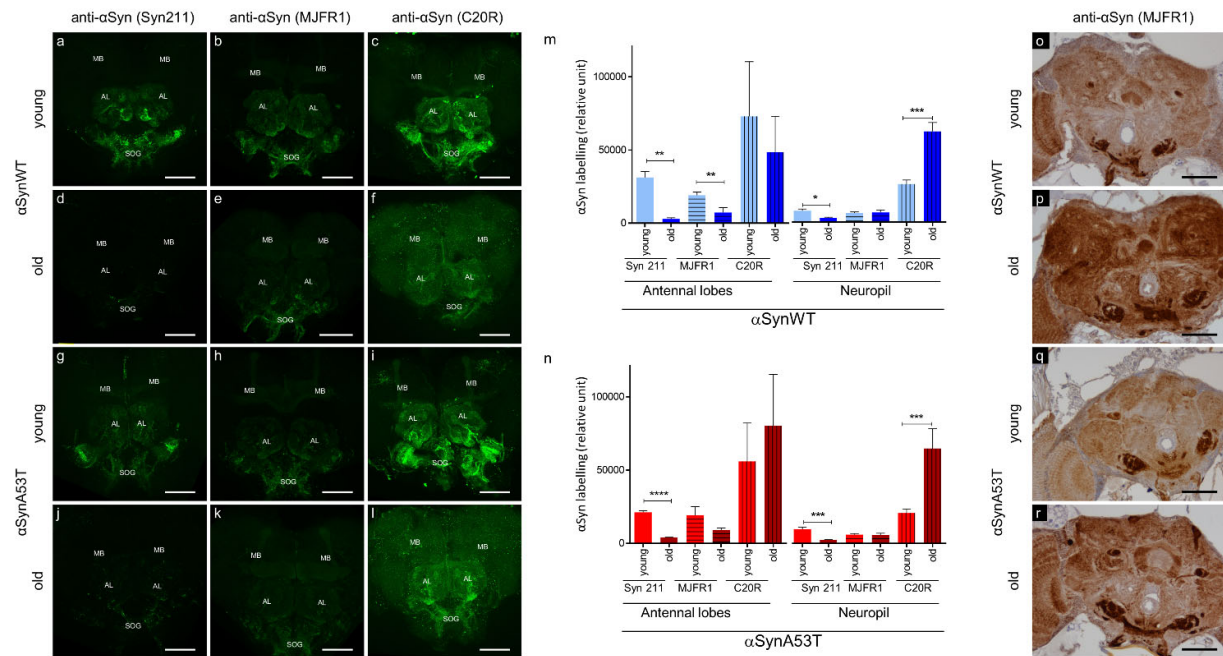 anti-αSyn (Syn211) anti-αSyn (MJFR1) anti-αSyn (C20R)
a b c
MB MB MB MB MB MB
AL AL AL AL AL AL
SOG SOG SOG
young
αSynWT
d e f
MB MB MB MB MB MB
AL AL AL AL AL AL
SOG SOG SOG
old
g h i
MB MB MB MB MB MB
AL AL AL AL AL AL
SOG SOG SOG
young
αSynA53T
j k l
MB MB MB MB MB MB
AL AL AL AL AL AL
SOG SOG SOG
old
m
αSyn labelling (relative unit)
100000
50000
0
** ** * ***
young old young old young old young old young old young old
Syn 211 MJFR1 C20R Syn 211 MJFR1 C20R
Antennal lobes Neuropil
αSynWT
n
αSyn labelling (relative unit)
100000
50000
0
**** *** ***
young old young old young old young old young old young old
Syn 211 MJFR1 C20R Syn 211 MJFR1 C20R
Antennal lobes Neuropil
αSynA53T
anti-αSyn (MJFR1)
o
young
αSynWT
p
old
q
young
αSynA53T
r
old